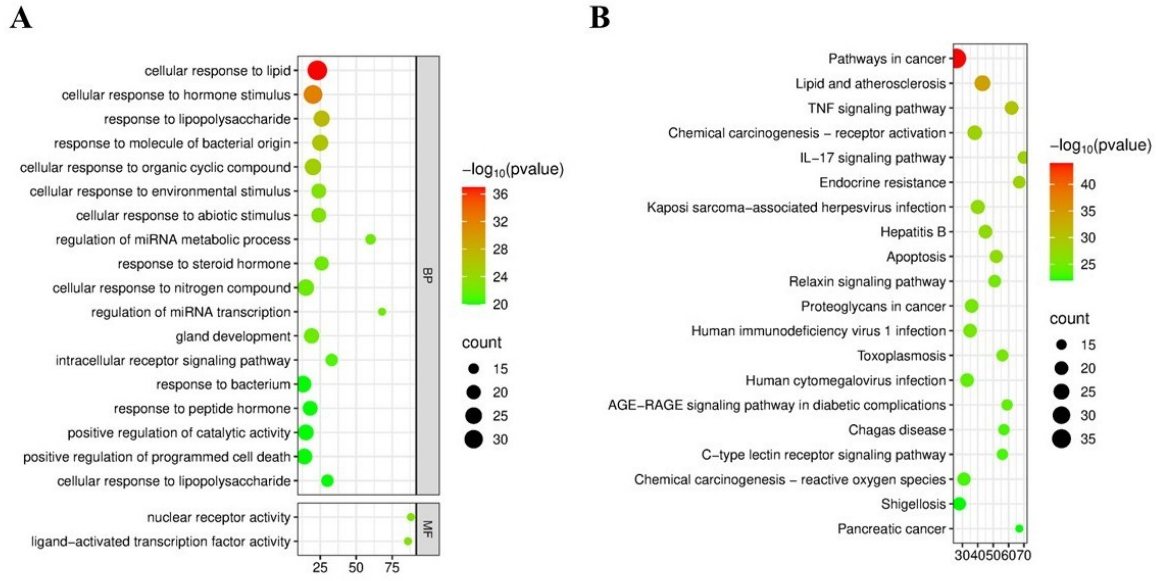 A
cellular response to lipid
cellular response to hormone stimulus
response to lipopolysaccharide
response to molecule of bacterial origin
cellular response to organic cyclic compound
cellular response to environmental stimulus
cellular response to abiotic stimulus
regulation of miRNA metabolic process
response to steroid hormone
cellular response to nitrogen compound
regulation of miRNA transcription
gland development
intracellular receptor signaling pathway
response to bacterium
response to peptide hormone
positive regulation of catalytic activity
positive regulation of programmed cell death
cellular response to lipopolysaccharide
BP
nuclear receptor activity
ligand−activated transcription factor activity
MF
25 50 75
−log10(pvalue)
36
32
28
24
20
count
15
20
25
30
B
Pathways in cancer
Lipid and atherosclerosis
TNF signaling pathway
Chemical carcinogenesis − receptor activation
IL−17 signaling pathway
Endocrine resistance
Kaposi sarcoma−associated herpesvirus infection
Hepatitis B
Apoptosis
Relaxin signaling pathway
Proteoglycans in cancer
Human immunodeficiency virus 1 infection
Toxoplasmosis
Human cytomegalovirus infection
AGE−RAGE signaling pathway in diabetic complications
Chagas disease
C−type lectin receptor signaling pathway
Chemical carcinogenesis − reactive oxygen species
Shigellosis
Pancreatic cancer
3040506070
−log10(pvalue)
40
35
30
25
count
15
20
25
30
35